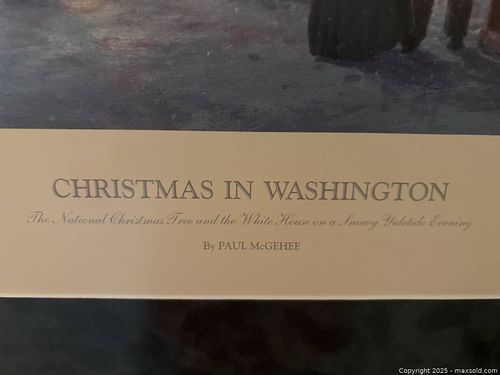 CHRISTMAS IN WASHINGTON
The National Christmas Tree and the White House on a Snowy Yuletide Evening
By PAUL McGEHEE
Copyright 2025 - maxsold.com